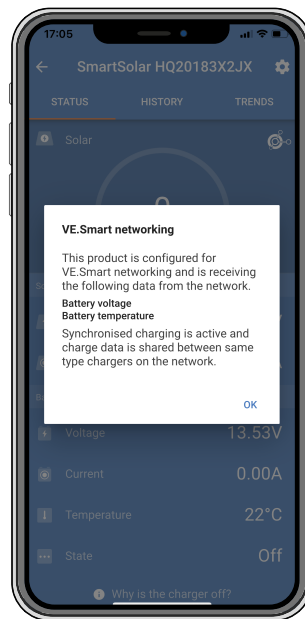 17:05
SmartSolar HQ20183X2JX
STATUS HISTORY TRENDS
Solar
VE.Smart networking
This product is configured for
VE.Smart networking and is receiving
the following data from the network.
Battery voltage
Battery temperature
Synchronised charging is active and
charge data is shared between same
type chargers on the network.
OK
Voltage 13.53V
Current 0.00A
Temperature 22°C
State Off
Why is the charger off?